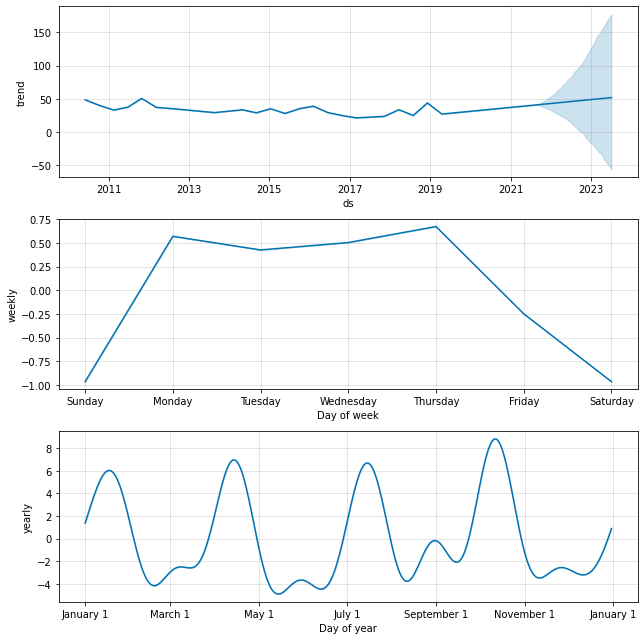 150
100
50
0
−50
trend
2011 2013 2015 2017 2019 2021 2023
ds
0.75
0.50
0.25
0.00
−0.25
−0.50
−0.75
−1.00
weekly
Sunday Monday Tuesday Wednesday Thursday Friday Saturday
Day of week
8
6
4
2
0
−2
−4
yearly
January 1 March 1 May 1 July 1 September 1 November 1 January 1
Day of year